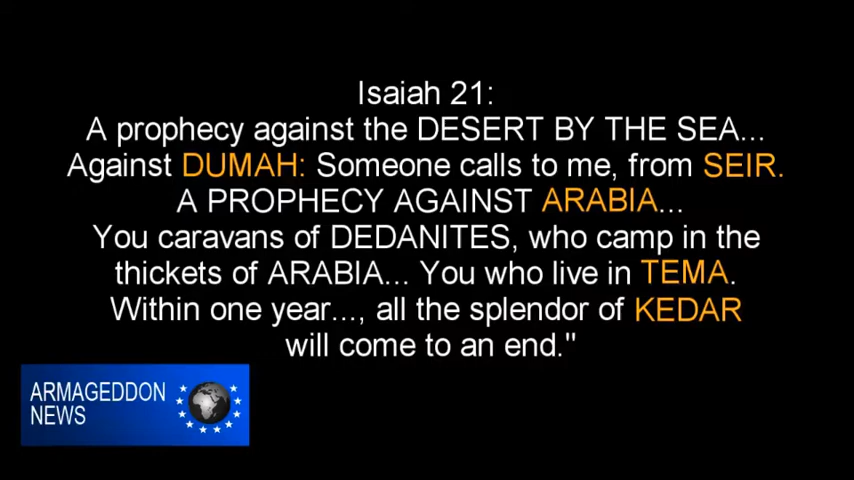 Isaiah 21:
A prophecy against the DESERT BY THE SEA...
Against DUMAH: Someone calls to me, from SEIR.
A PROPHECY AGAINST ARABIA...
You caravans of DEDANITES, who camp in the
thickets of ARABIA... You who live in TEMA.
Within one year..., all the splendor of KEDAR
will come to an end."
ARMAGEDDON
NEWS